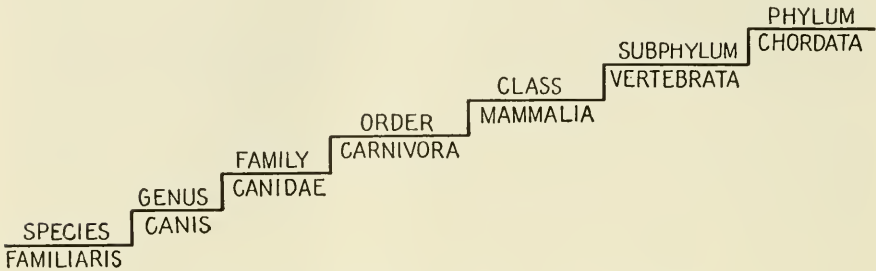 PHYLUM
CHORDATA
SUBPHYLUM
VERTEBRATA
CLASS
MAMMALIA
ORDER
CARNIVORA
FAMILY
CANIDAE
GENUS
CANIS
SPECIES
FAMILIARIS